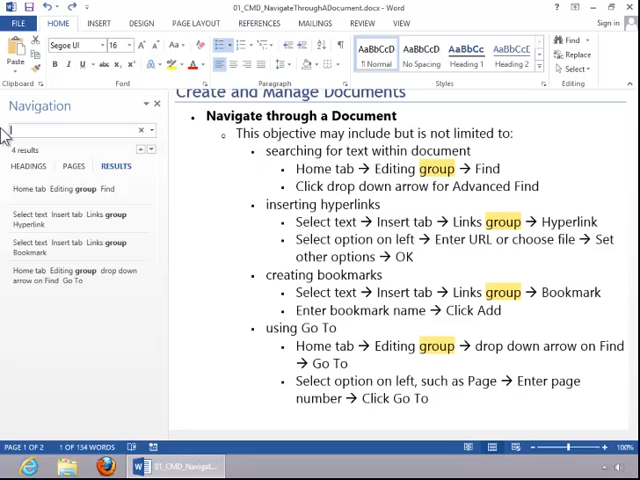 01_CMD_NavigateThroughADocument.docx - Word
FILE HOME INSERT DESIGN PAGE LAYOUT REFERENCES MAILINGS REVIEW VIEW Sign in
Paste
Segoe UI 16
AaBbCcD AaBbCcD AaBbCc AaBbCcD
¶ Normal No Spacing Heading 1 Heading 2
Find
Replace
Select
Clipboard Font Paragraph Styles Editing
Navigation
4 results
HEADINGS PAGES RESULTS
Home tab Editing group Find
Select text Insert tab Links group
Hyperlink
Select text Insert tab Links group
Bookmark
Home tab Editing group drop down
arrow on Find Go To
Create and Manage Documents
• Navigate through a Document
o This objective may include but is not limited to:
▪ searching for text within document
▪ Home tab → Editing group → Find
▪ Click drop down arrow for Advanced Find
▪ inserting hyperlinks
▪ Select text → Insert tab → Links group → Hyperlink
▪ Select option on left → Enter URL or choose file → Set
other options → OK
▪ creating bookmarks
▪ Select text → Insert tab → Links group → Bookmark
▪ Enter bookmark name → Click Add
▪ using Go To
▪ Home tab → Editing group → drop down arrow on Find
→ Go To
▪ Select option on left, such as Page → Enter page
number → Click Go To
PAGE 1 OF 2 1 OF 134 WORDS 100%
01_CMD_Navigat...